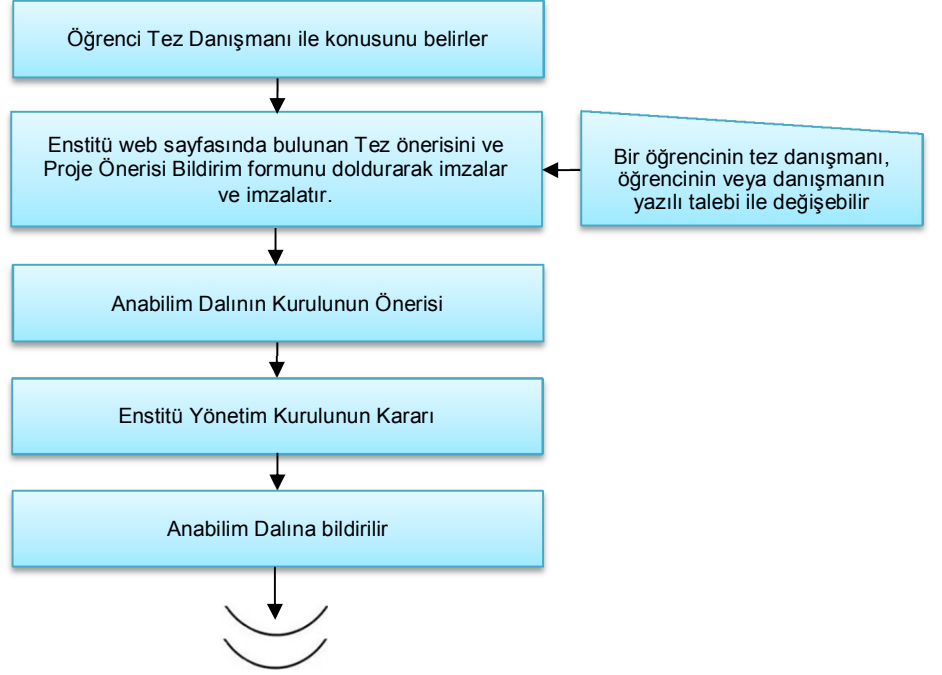 Öğrenci Tez Danışmanı ile konusunu belirler
Enstitü web sayfasında bulunan Tez önerisini ve
Proje Önerisi Bildirim formunu doldurarak imzalar
ve imzalatır.
Bir öğrencinin tez danışmanı,
öğrencinin veya danışmanın
yazılı talebi ile değişebilir
Anabilim Dalının Kurulunun Önerisi
Enstitü Yönetim Kurulunun Kararı
Anabilim Dalına bildirilir